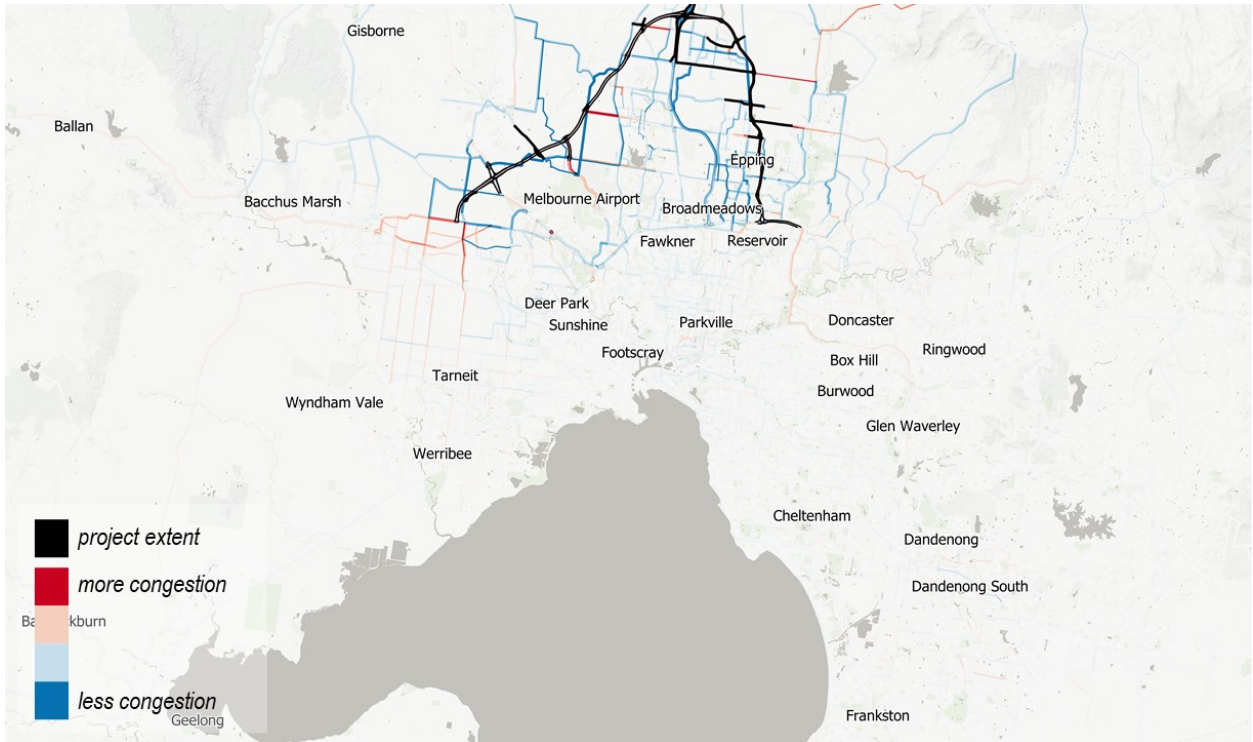 Gisborne
Ballan
Epping
Bacchus Marsh
Melbourne Airport
Broadmeadows
Fawkner
Reservoir
Deer Park
Sunshine
Parkville
Doncaster
Footscray
Box Hill
Ringwood
Tarneit
Burwood
Wyndham Vale
Glen Waverley
Werribee
Cheltenham
project extent
Dandenong
more congestion
Dandenong South
less congestion
Geelong
Frankston